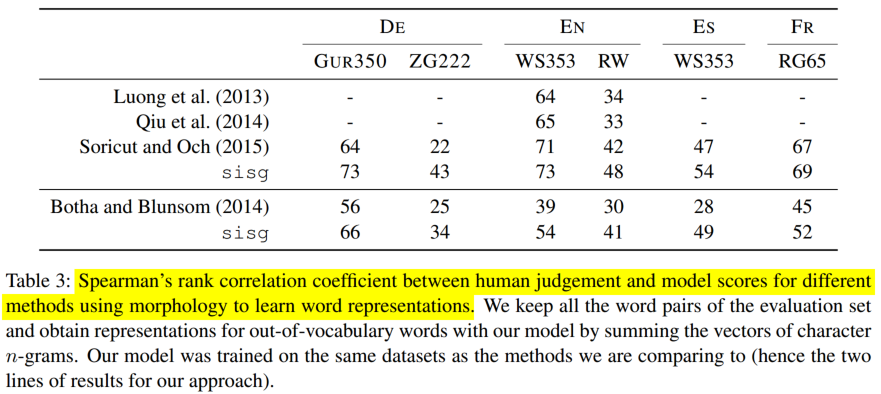 DE EN ES FR
GUR350 ZG222 WS353 RW WS353 RG65
Luong et al. (2013) - - 64 34 - -
Qiu et al. (2014) - - 65 33 - -
Soricut and Och (2015) 64 22 71 42 47 67
sisg 73 43 73 48 54 69
Botha and Blunsom (2014) 56 25 39 30 28 45
sisg 66 34 54 41 49 52
Table 3: Spearman's rank correlation coefficient between human judgement and model scores for different
methods using morphology to learn word representations. We keep all the word pairs of the evaluation set
and obtain representations for out-of-vocabulary words with our model by summing the vectors of character
n-grams. Our model was trained on the same datasets as the methods we are comparing to (hence the two
lines of results for our approach).